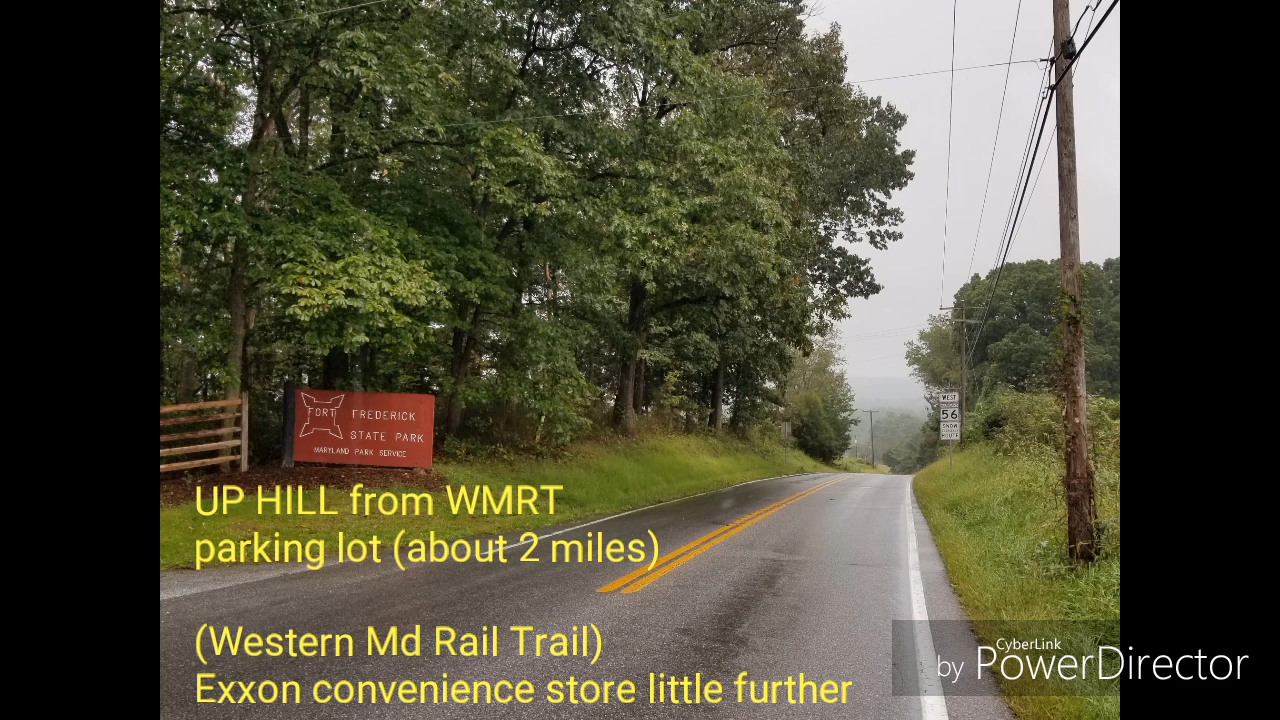 FORT FREDERICK
STATE PARK
MARYLAND PARK SERVICE
WEST
56
SNOW
ROUTE
UP HILL from WMRT
parking lot (about 2 miles)
(Western Md Rail Trail)
Exxon convenience store little further
CyberLink
by PowerDirector